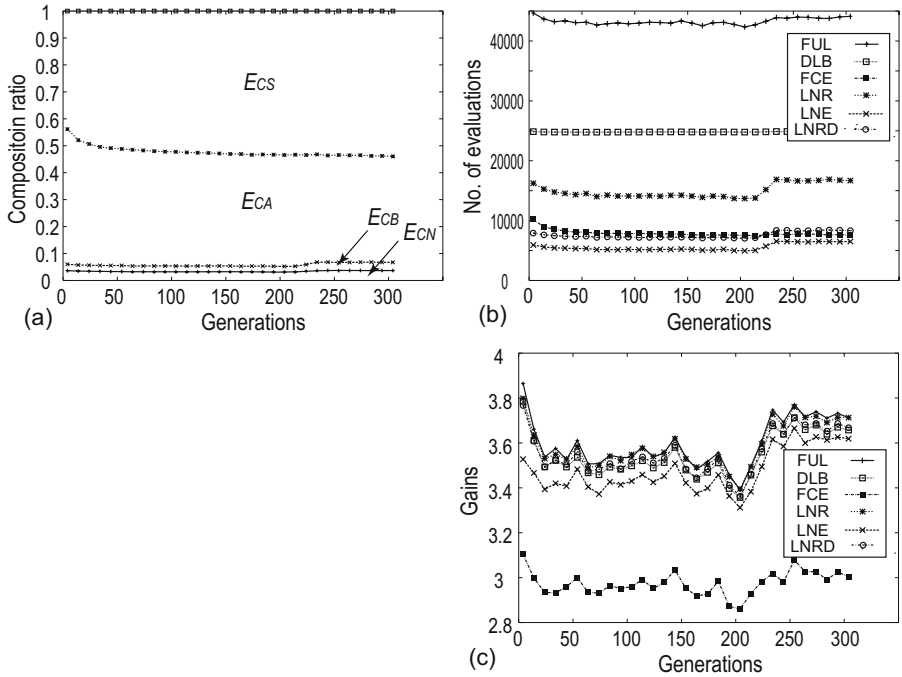 1
0.9
0.8
0.7
0.6
0.5
0.4
0.3
0.2
0.1
0
Compositoin ratio
ECS
ECA
ECB
ECN
0 50 100 150 200 250 300
(a)
Generations
45000
40000
30000
20000
10000
0
No. of evaluations
FUL
DLB
FCE
LNR
LNE
LNRD
0 50 100 150 200 250 300
(b)
Generations
4
3.8
3.6
3.4
3.2
3
2.8
Gains
FUL
DLB
FCE
LNR
LNE
LNRD
0 50 100 150 200 250 300
(c)
Generations